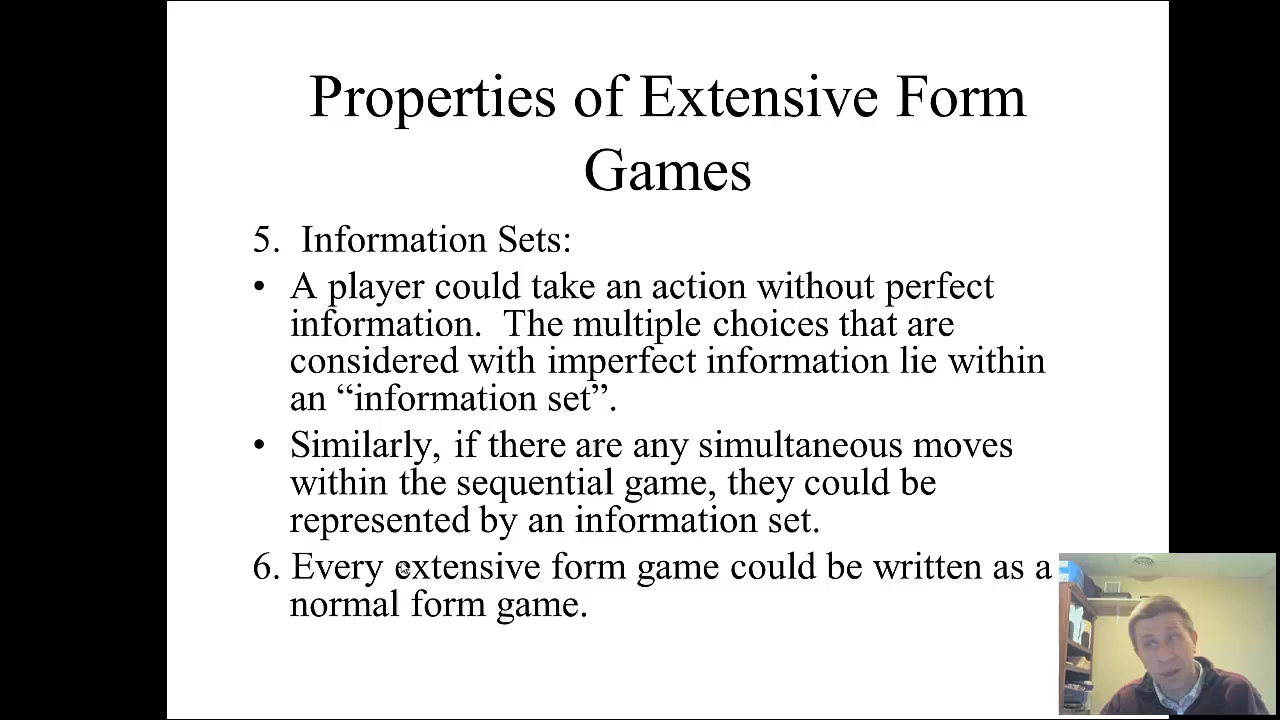 Properties of Extensive Form
Games
5. Information Sets:
• A player could take an action without perfect
information. The multiple choices that are
considered with imperfect information lie within
an “information set”.
• Similarly, if there are any simultaneous moves
within the sequential game, they could be
represented by an information set.
6. Every extensive form game could be written as a
normal form game.